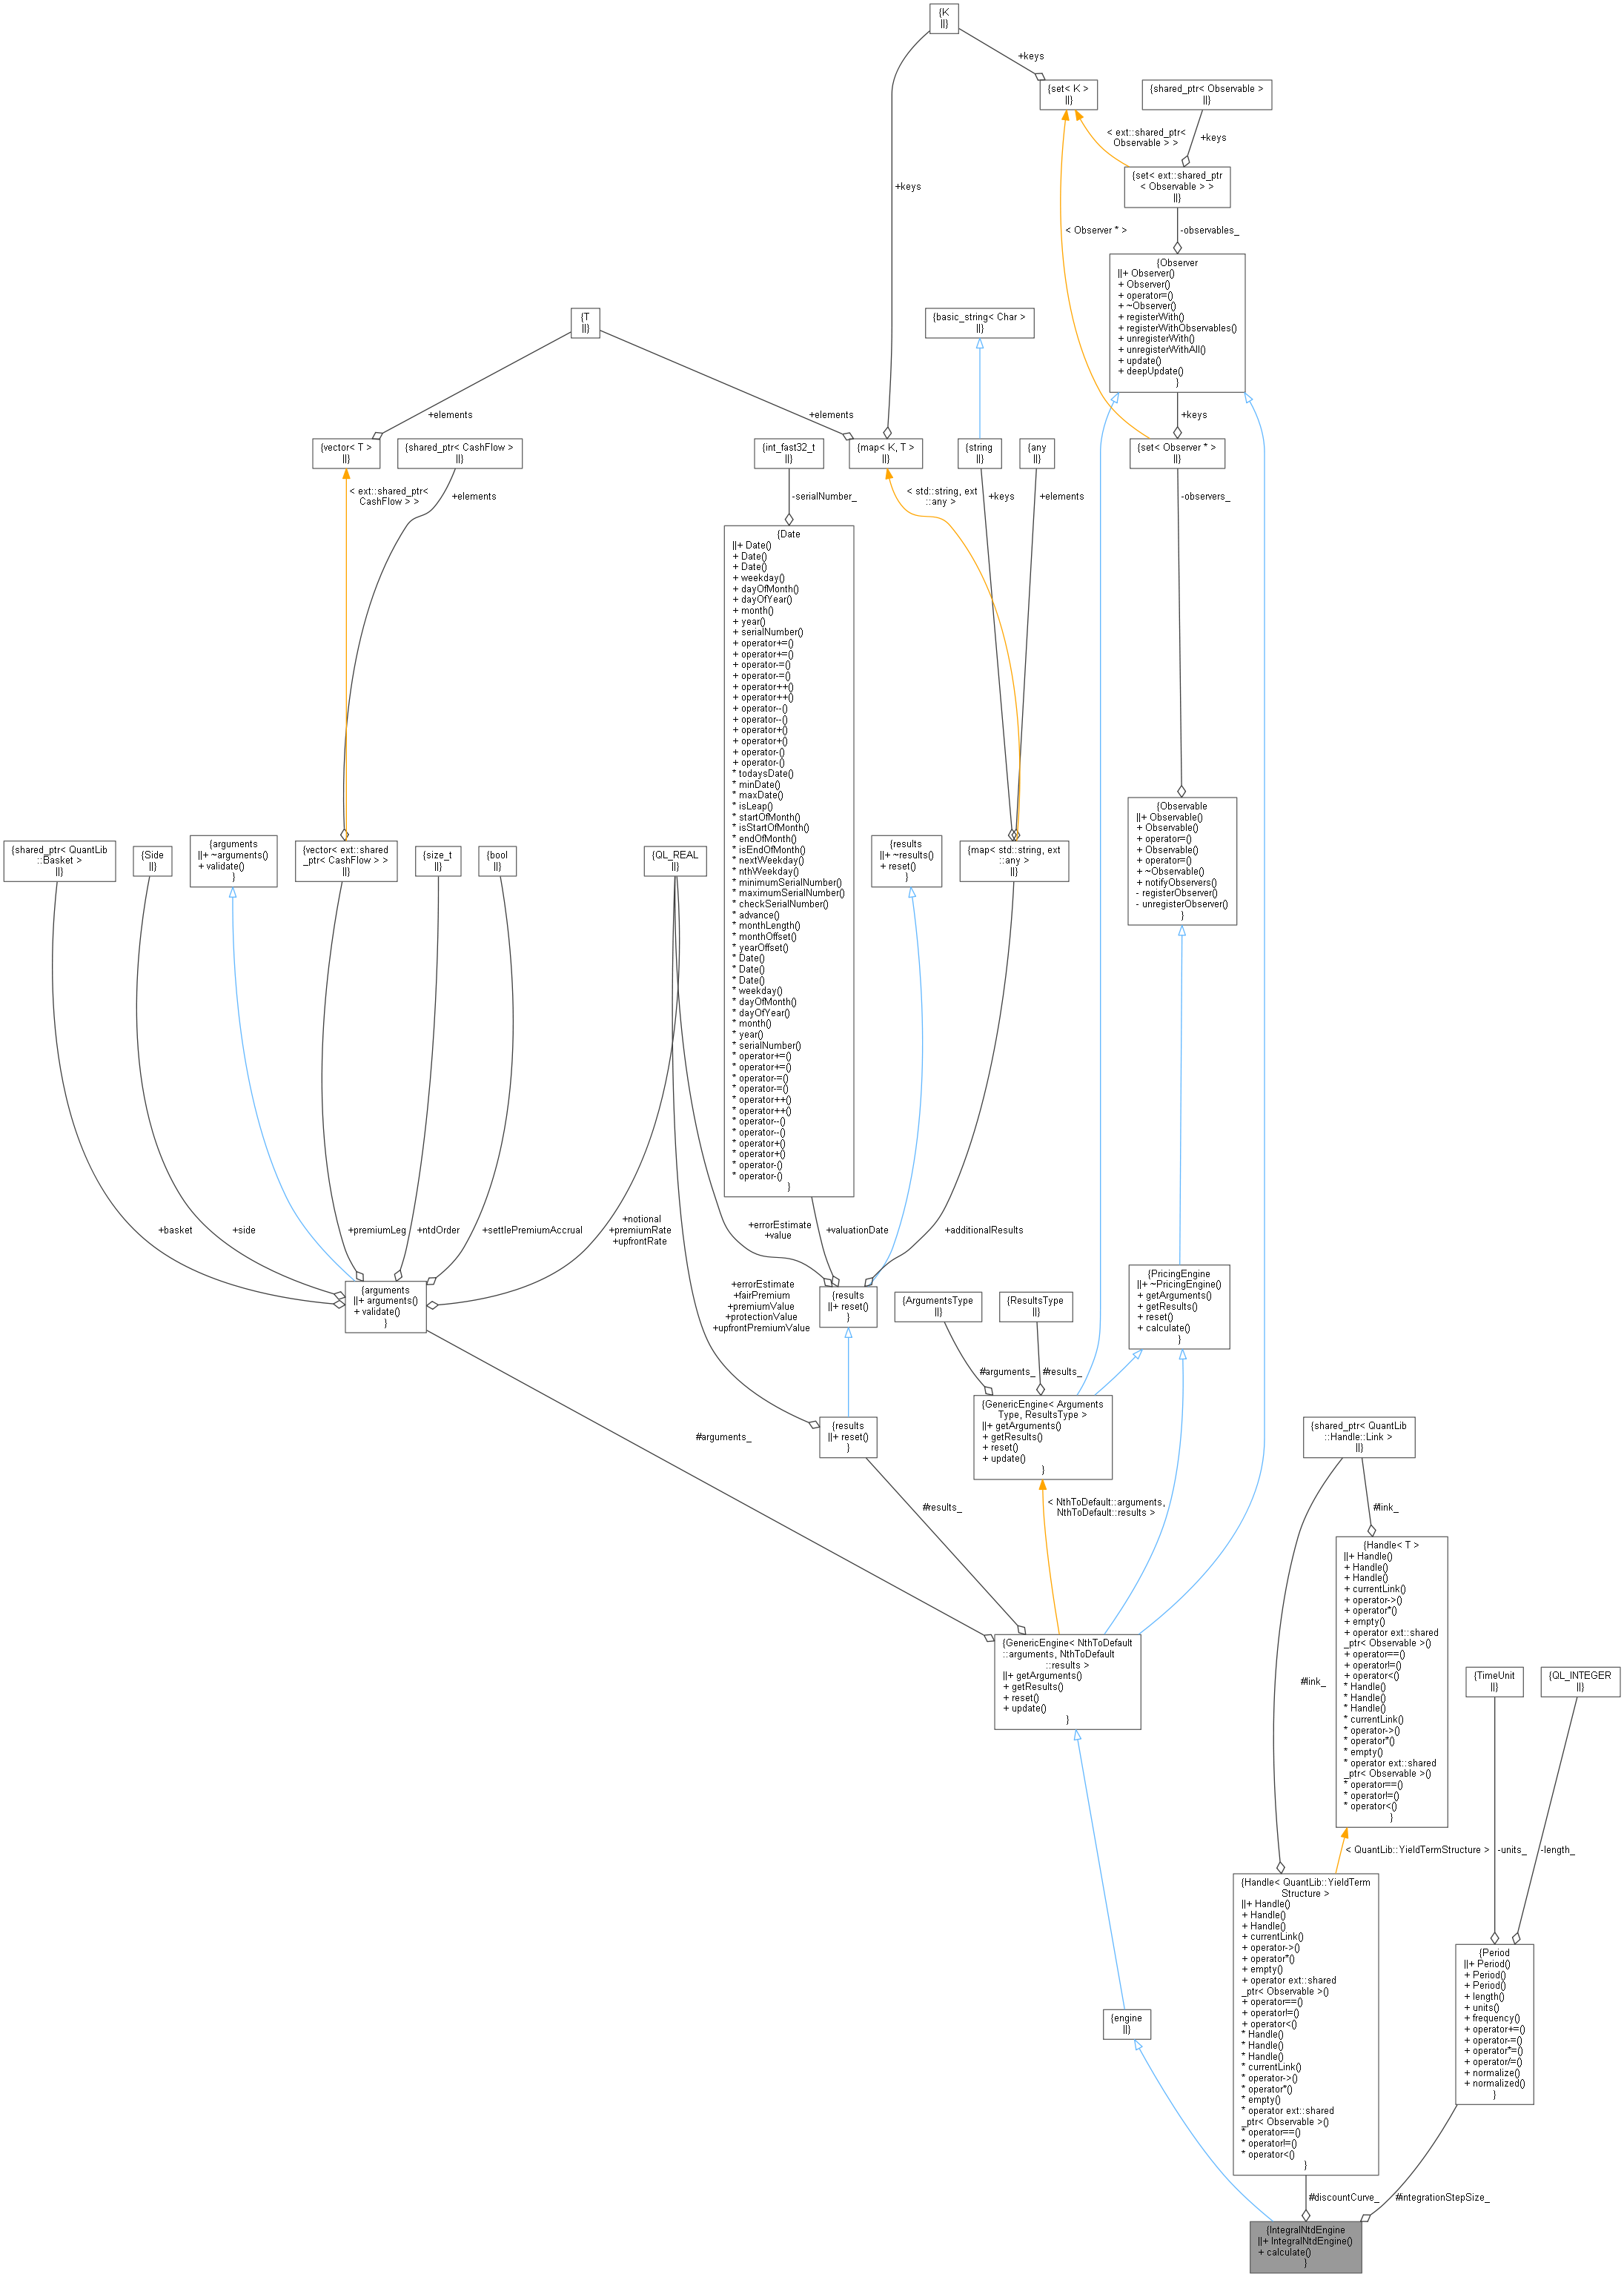 {K
||}
+keys
{set< K >
||}
{shared_ptr< Observable >
||}
< ext::shared_ptr<
Observable > >
+keys
{set< ext::shared_ptr
< Observable > >
||}
+keys
< Observer * >
-observables_
{Observer
||+ Observer()
+ Observer()
+ operator=()
+ ~Observer()
+ registerWith()
+ registerWithObservables()
+ unregisterWith()
+ unregisterWithAll()
+ update()
+ deepUpdate()
}
{T
||}
{basic_string< Char >
||}
+elements
+elements
+keys
{vector< T >
||}
{shared_ptr< CashFlow >
||}
{int_fast32_t
||}
{map< K, T >
||}
{string
||}
{any
||}
{set< Observer * >
||}
< ext::shared_ptr<
CashFlow > >
+elements
-serialNumber_
< std::string, ext
::any >
+keys
+elements
-observers_
{Date
||+ Date()
+ Date()
+ Date()
+ weekday()
+ dayOfMonth()
+ dayOfYear()
+ month()
+ year()
+ serialNumber()
+ operator+=()
+ operator+=()
+ operator-=()
+ operator-=()
+ operator++()
+ operator++()
+ operator--()
+ operator--()
+ operator+()
+ operator+()
+ operator-()
+ operator-()
* todaysDate()
* minDate()
* maxDate()
* isLeap()
* startOfMonth()
* isStartOfMonth()
* endOfMonth()
* isEndOfMonth()
* nextWeekday()
* nthWeekday()
* minimumSerialNumber()
* maximumSerialNumber()
* checkSerialNumber()
* advance()
* monthLength()
* monthOffset()
* yearOffset()
* Date()
* Date()
* Date()
* weekday()
* dayOfMonth()
* dayOfYear()
* month()
* year()
* serialNumber()
* operator+=()
* operator+=()
* operator-=()
* operator-=()
* operator++()
* operator++()
* operator--()
* operator--()
* operator+()
* operator+()
* operator-()
* operator-()
}
{Observable
||+ Observable()
+ Observable()
+ operator=()
+ Observable()
+ operator=()
+ ~Observable()
+ notifyObservers()
- registerObserver()
- unregisterObserver()
}
{shared_ptr< QuantLib
::Basket >
||}
{Side
||}
{arguments
||+ ~arguments()
+ validate()
}
{vector< ext::shared
_ptr< CashFlow > >
||}
{size_t
||}
{bool
||}
{QL_REAL
||}
{results
||+ ~results()
+ reset()
}
{map< std::string, ext
::any >
||}
+basket
+side
+premiumLeg
+ntdOrder
+settlePremiumAccrual
+notional
+premiumRate
+upfrontRate
+errorEstimate
+value
+valuationDate
+additionalResults
{arguments
||+ arguments()
+ validate()
}
+errorEstimate
+fairPremium
+premiumValue
+protectionValue
+upfrontPremiumValue
{results
||+ reset()
}
{ArgumentsType
||}
{ResultsType
||}
{PricingEngine
||+ ~PricingEngine()
+ getArguments()
+ getResults()
+ reset()
+ calculate()
}
#arguments_
#results_
{GenericEngine< Arguments
Type, ResultsType >
||+ getArguments()
+ getResults()
+ reset()
+ update()
}
#arguments_
{results
||+ reset()
}
{shared_ptr< QuantLib
::Handle::Link >
||}
#results_
< NthToDefault::arguments,
NthToDefault::results >
#link_
{Handle< T >
||+ Handle()
+ Handle()
+ Handle()
+ currentLink()
+ operator->()
+ operator*()
+ empty()
+ operator ext::shared
_ptr< Observable >()
+ operator==()
+ operator!=()
+ operator<()
* Handle()
* Handle()
* Handle()
* currentLink()
* operator->()
* operator*()
* empty()
* operator ext::shared
_ptr< Observable >()
* operator==()
* operator!=()
* operator<()
}
{GenericEngine< NthToDefault
::arguments, NthToDefault
::results >
||+ getArguments()
+ getResults()
+ reset()
+ update()
}
#link_
{TimeUnit
||}
{QL_INTEGER
||}
< QuantLib::YieldTermStructure >
-units_
-length_
{Handle< QuantLib::YieldTerm
Structure >
||+ Handle()
+ Handle()
+ Handle()
+ currentLink()
+ operator->()
+ operator*()
+ empty()
+ operator ext::shared
_ptr< Observable >()
+ operator==()
+ operator!=()
+ operator<()
* Handle()
* Handle()
* Handle()
* currentLink()
* operator->()
* operator*()
* empty()
* operator ext::shared
_ptr< Observable >()
* operator==()
* operator!=()
* operator<()
}
{Period
||+ Period()
+ Period()
+ Period()
+ length()
+ units()
+ frequency()
+ operator+=()
+ operator-=()
+ operator*=()
+ operator/=()
+ normalize()
+ normalized()
}
{engine
||}
#discountCurve_
#integrationStepSize_
{IntegralNtdEngine
||+ IntegralNtdEngine()
+ calculate()
}